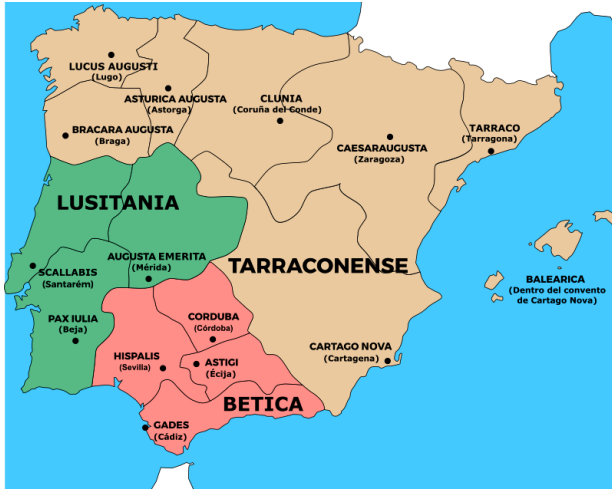 LUCUS AUGUSTI
(Lugo)
ASTURICA AUGUSTA
(Astorga)
CLUNIA
(Coruña del Conde)
BRACARA AUGUSTA
(Braga)
TARRACO
(Tarragona)
CAESARAUGUSTA
(Zaragoza)
LUSITANIA
AUGUSTA EMERITA
(Mérida)
TARRACONENSE
SCALLABIS
(Santarém)
BALEARICA
(Dentro del convento
de Cartago Nova)
PAX IULIA
(Beja)
CORDUBA
(Córdoba)
CARTAGO NOVA
(Cartagena)
HISPALIS
(Sevilla)
ASTIGI
(Écija)
BETICA
GADES
(Cádiz)